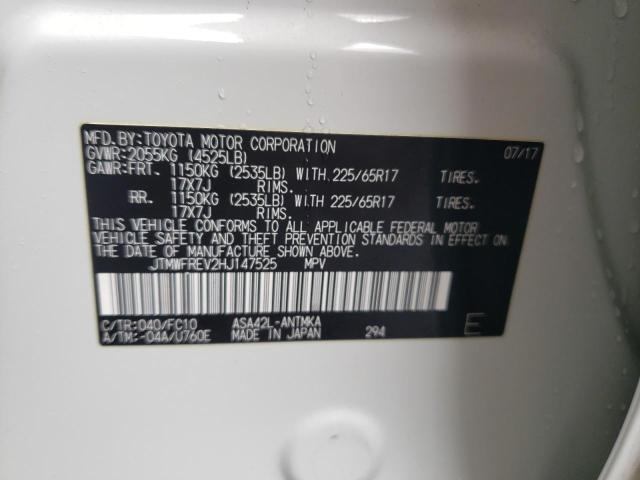 MFD.BY:TOYOTA MOTOR CORPORATION 07/17
GVWR:2055KG (4525LB)
GAWR:FRT. 1150KG (2535LB) WITH.225/65R17 TIRES.
17X7J RIMS.
RR. 1150KG (2535LB) WITH 225/65R17 TIRES.
17X7J RIMS.
THIS VEHICLE CONFORMS TO ALL APPLICABLE FEDERAL MOTOR
VEHICLE SAFETY AND THEFT PREVENTION STANDARDS IN EFFECT ON
THE DATE OF MANUFACTURE SHOWN ABOVE.
JTMWFREV2HJ147525 MPV
C/TR:040/FC10 ASA42L-ANTMKA
A/TM:-04A/U760E MADE IN JAPAN 294 E